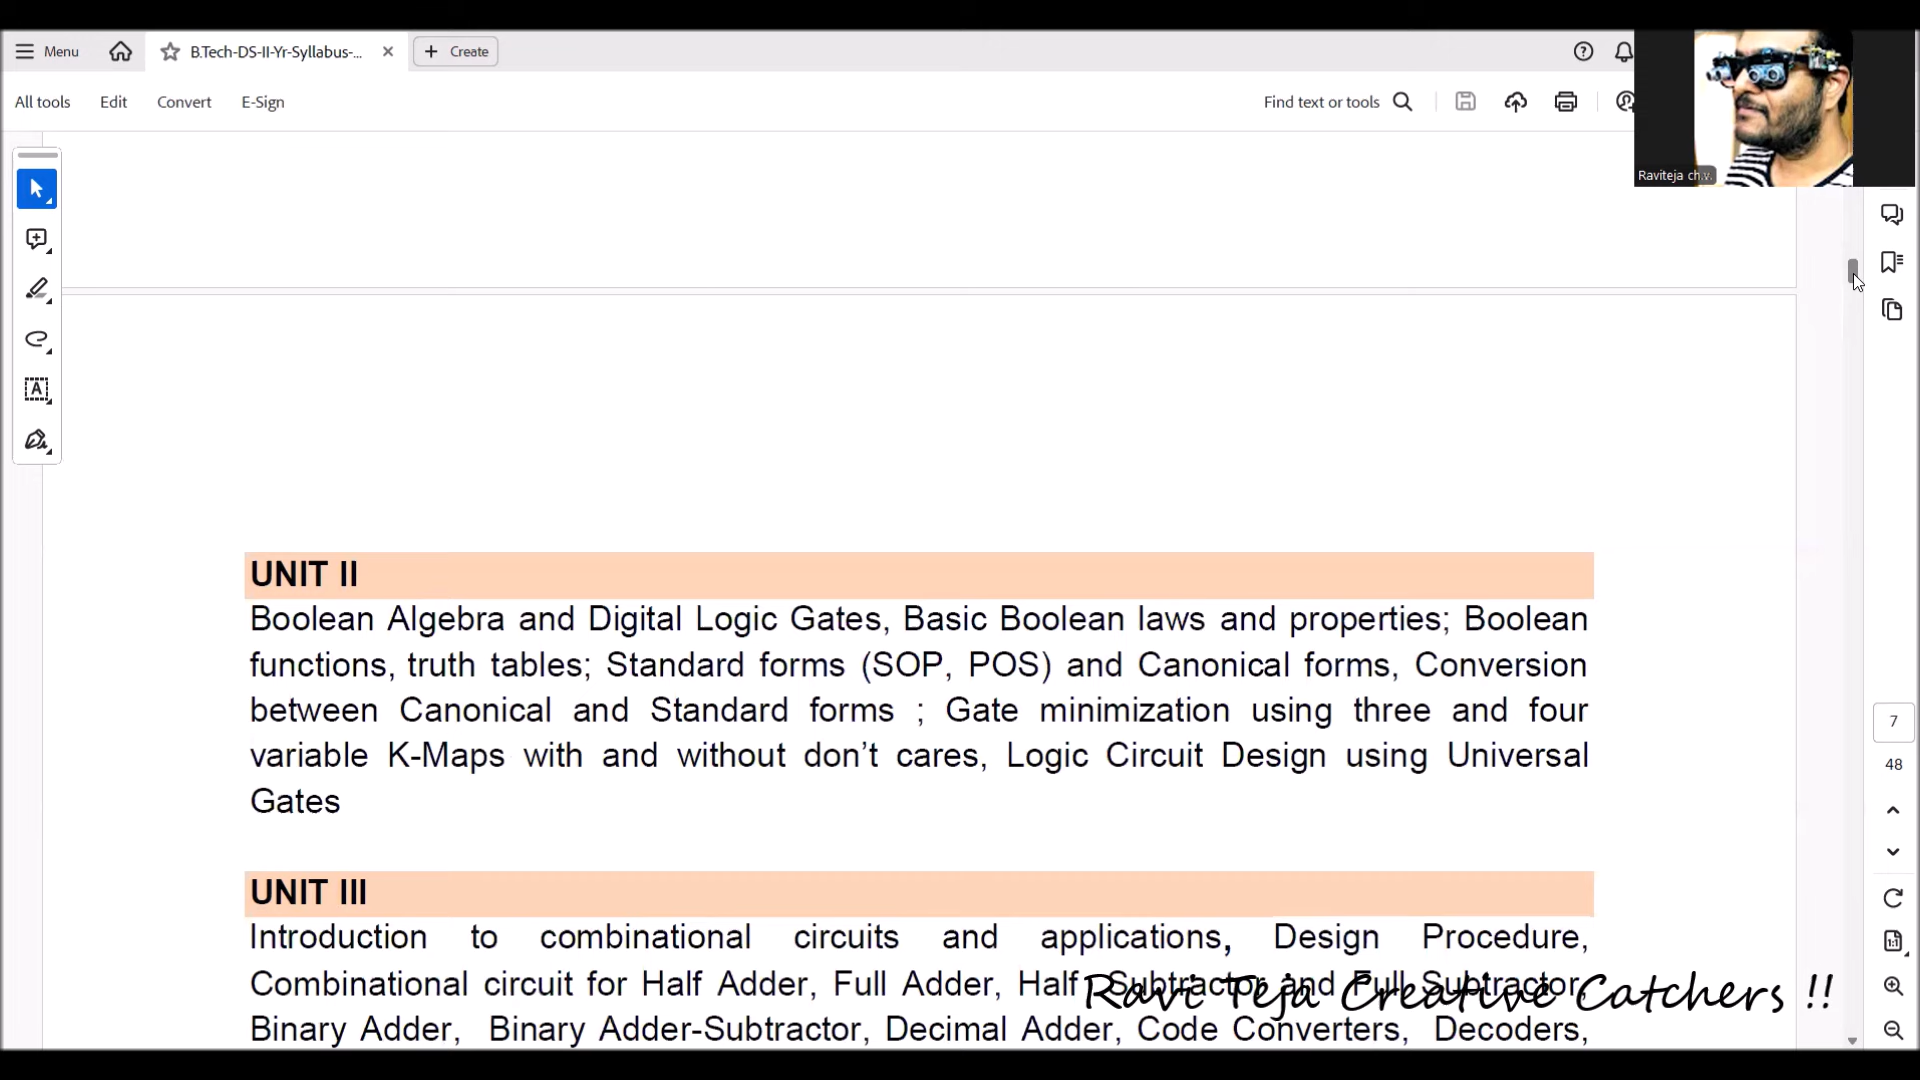 Menu
B.Tech-DS-II-Yr-Syllabus-...
Create
All tools
Edit
Convert
E-Sign
Find text or tools
Raviteja ch.v.
UNIT II
Boolean Algebra and Digital Logic Gates, Basic Boolean laws and properties; Boolean
functions, truth tables; Standard forms (SOP, POS) and Canonical forms, Conversion
between Canonical and Standard forms ; Gate minimization using three and four
variable K-Maps with and without don’t cares, Logic Circuit Design using Universal
Gates
7
48
UNIT III
Introduction to combinational circuits and applications, Design Procedure,
Combinational circuit for Half Adder, Full Adder, Half Subtractor and Full Subtractor,
Ravi Teja Creative Catchers !!
Binary Adder, Binary Adder-Subtractor, Decimal Adder, Code Converters, Decoders,